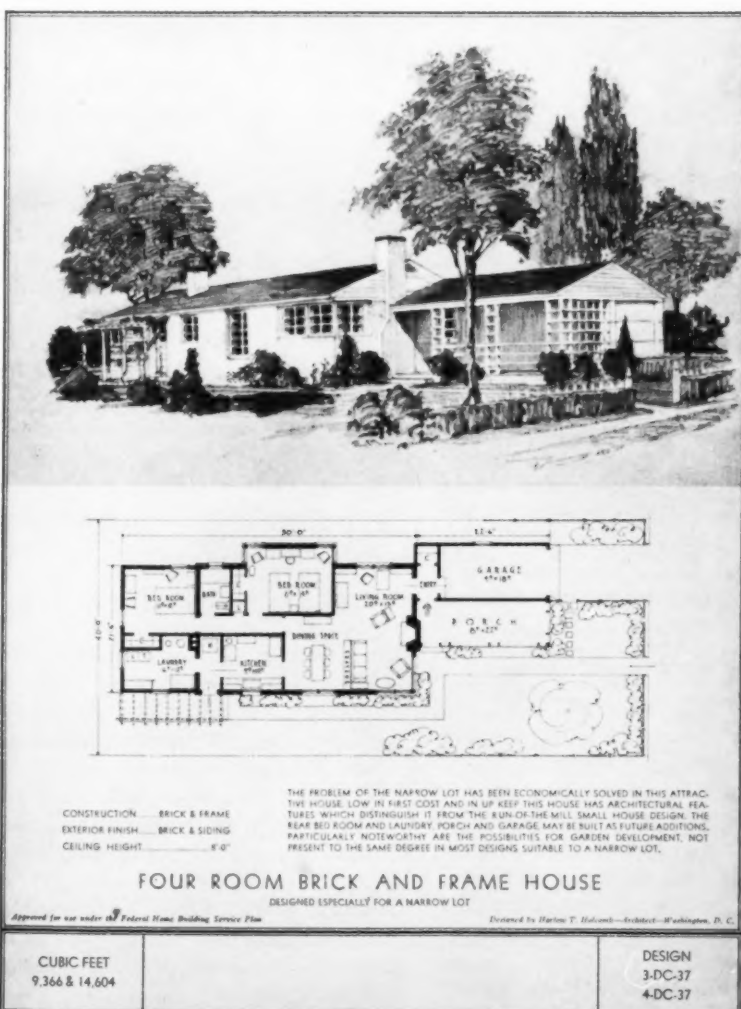 50'-0"
GARAGE
BED ROOM
BATH
BED ROOM
LIVING ROOM
ENTRY
PORCH
8'×22'
DINING SPACE
LAUNDRY
KITCHEN
SHELVES
CONSTRUCTION BRICK & FRAME
EXTERIOR FINISH BRICK & SIDING
CEILING HEIGHT 8'0"
THE PROBLEM OF THE NARROW LOT HAS BEEN ECONOMICALLY SOLVED IN THIS ATTRAC-
TIVE HOUSE. LOW IN FIRST COST AND IN UP KEEP THIS HOUSE HAS ARCHITECTURAL FEA-
TURES WHICH DISTINGUISH IT FROM THE RUN-OF-THE MILL SMALL HOUSE DESIGN. THE
REAR BED ROOM AND LAUNDRY, PORCH AND GARAGE, MAY BE BUILT AS FUTURE ADDITIONS.
PARTICULARLY NOTEWORTHY ARE THE POSSIBILITIES FOR GARDEN DEVELOPMENT, NOT
PRESENT TO THE SAME DEGREE IN MOST DESIGNS SUITABLE TO A NARROW LOT.
FOUR ROOM BRICK AND FRAME HOUSE
DESIGNED ESPECIALLY FOR A NARROW LOT
Approved for use under the Federal Home Building Service Plan
Designed by Harlow T. Holcomb—Architect—Washington, D. C.
CUBIC FEET
9,366 & 14,604
DESIGN
3-DC-37
4-DC-37